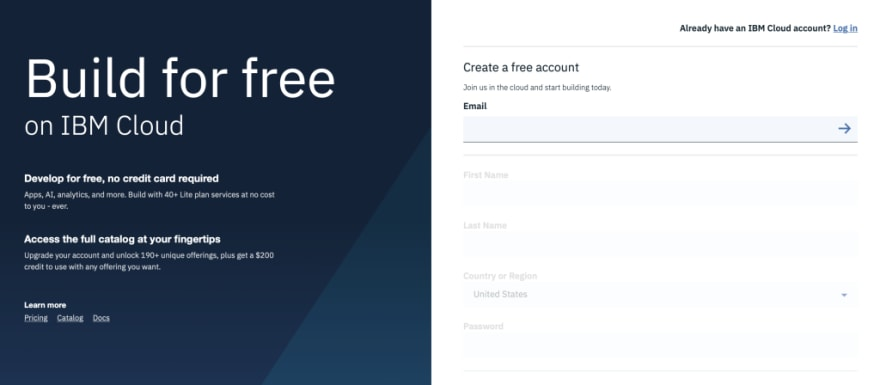 Build for free
on IBM Cloud
Develop for free, no credit card required
Apps, AI, analytics, and more. Build with 40+ Lite plan services at no cost
to you - ever.
Access the full catalog at your fingertips
Upgrade your account and unlock 190+ unique offerings, plus get a $200
credit to use with any offering you want.
Learn more
Pricing Catalog Docs
Already have an IBM Cloud account? Log in
Create a free account
Join us in the cloud and start building today.
Email
First Name
Last Name
Country or Region
United States
Password